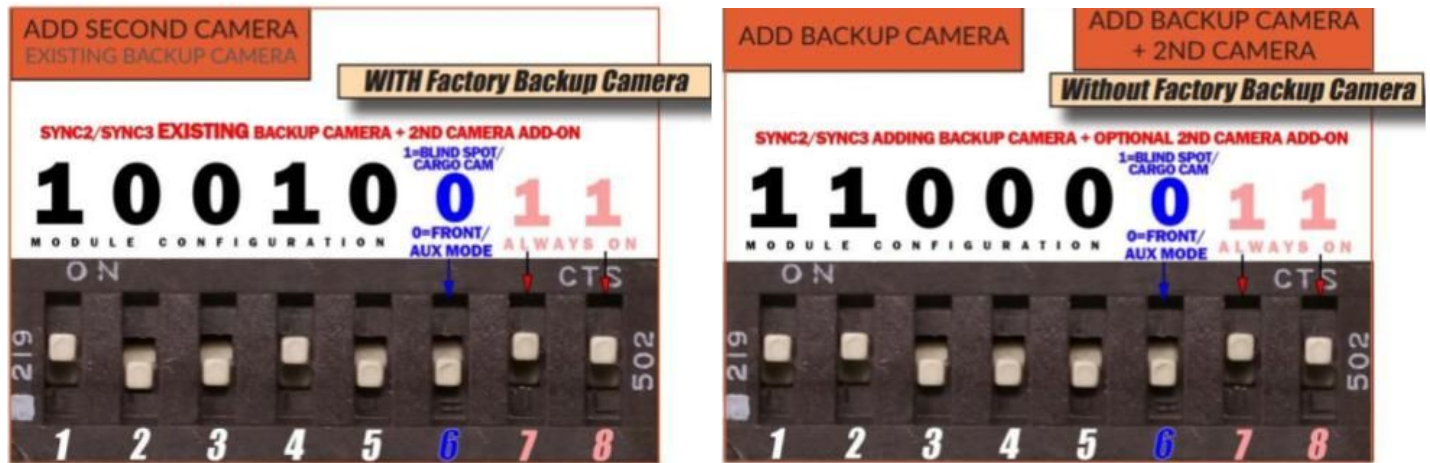 ADD SECOND CAMERA
EXISTING BACKUP CAMERA
WITH Factory Backup Camera
SYNC2/SYNC3 EXISTING BACKUP CAMERA + 2ND CAMERA ADD-ON
1=BLIND SPOT/
CARGO CAM
1 0 0 1 0 0 1 1
MODULE CONFIGURATION
0=FRONT/
AUX MODE
ALWAYS ON
ON
CTS
219
502
1 2 3 4 5 6 7 8
ADD BACKUP CAMERA
ADD BACKUP CAMERA
+ 2ND CAMERA
Without Factory Backup Camera
SYNC2/SYNC3 ADDING BACKUP CAMERA + OPTIONAL 2ND CAMERA ADD-ON
1=BLIND SPOT/
CARGO CAM
1 1 0 0 0 0 1 1
MODULE CONFIGURATION
0=FRONT/
AUX MODE
ALWAYS ON
ON
CTS
219
502
1 2 3 4 5 6 7 8